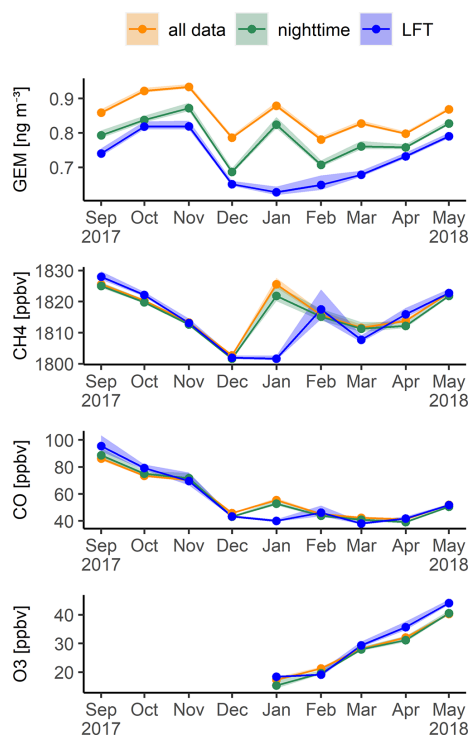 all data nighttime LFT
GEM [ng m⁻³]
0.9
0.8
0.7
Sep Oct Nov Dec Jan Feb Mar Apr May
2017 2018
CH4 [ppbv]
1830
1820
1810
1800
Sep Oct Nov Dec Jan Feb Mar Apr May
2017 2018
CO [ppbv]
100
80
60
40
Sep Oct Nov Dec Jan Feb Mar Apr May
2017 2018
O3 [ppbv]
40
30
20
Sep Oct Nov Dec Jan Feb Mar Apr May
2017 2018